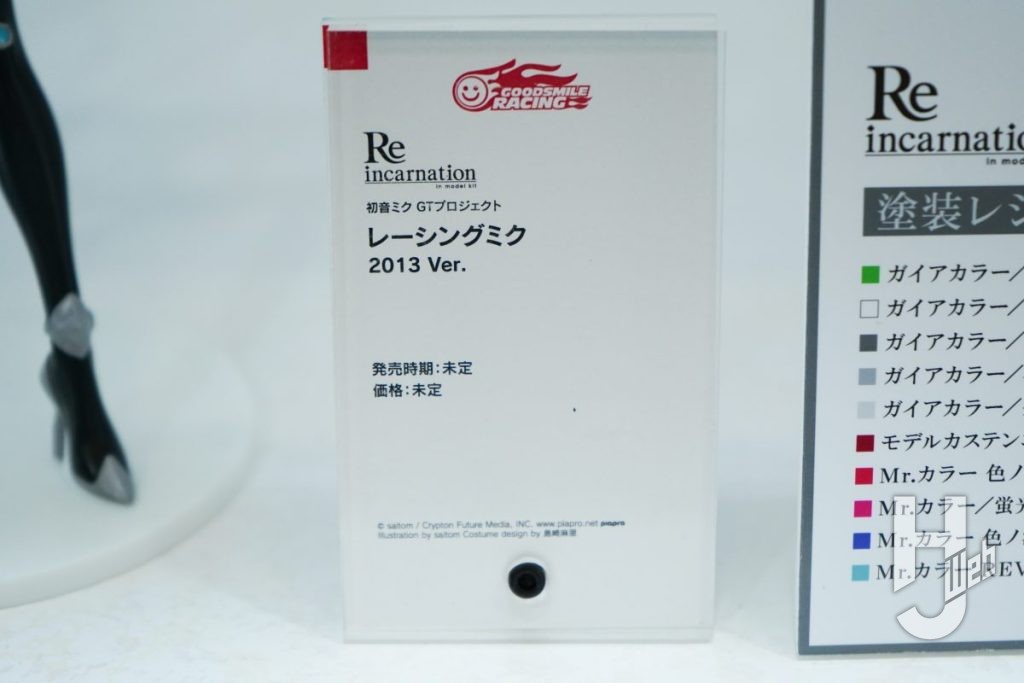 GOODSMILE
RACING
Re
incarnation
in model kit
初音ミク GTプロジェクト
レーシングミク
2013 Ver.
発売時期：未定
価格：未定
© saitom / Crypton Future Media, INC. www.piapro.net piapro
Illustration by saitom Costume design by 島崎麻里
Re
incarnatio
in mod
塗装レシ
ガイアカラー／
ガイアカラー／
ガイアカラー／
ガイアカラー／
ガイアカラー／
モデルカステン
Mr.カラー 色ノ
Mr.カラー／蛍光
Mr.カラー 色ノ
Mr.カラー REV
HJ Web